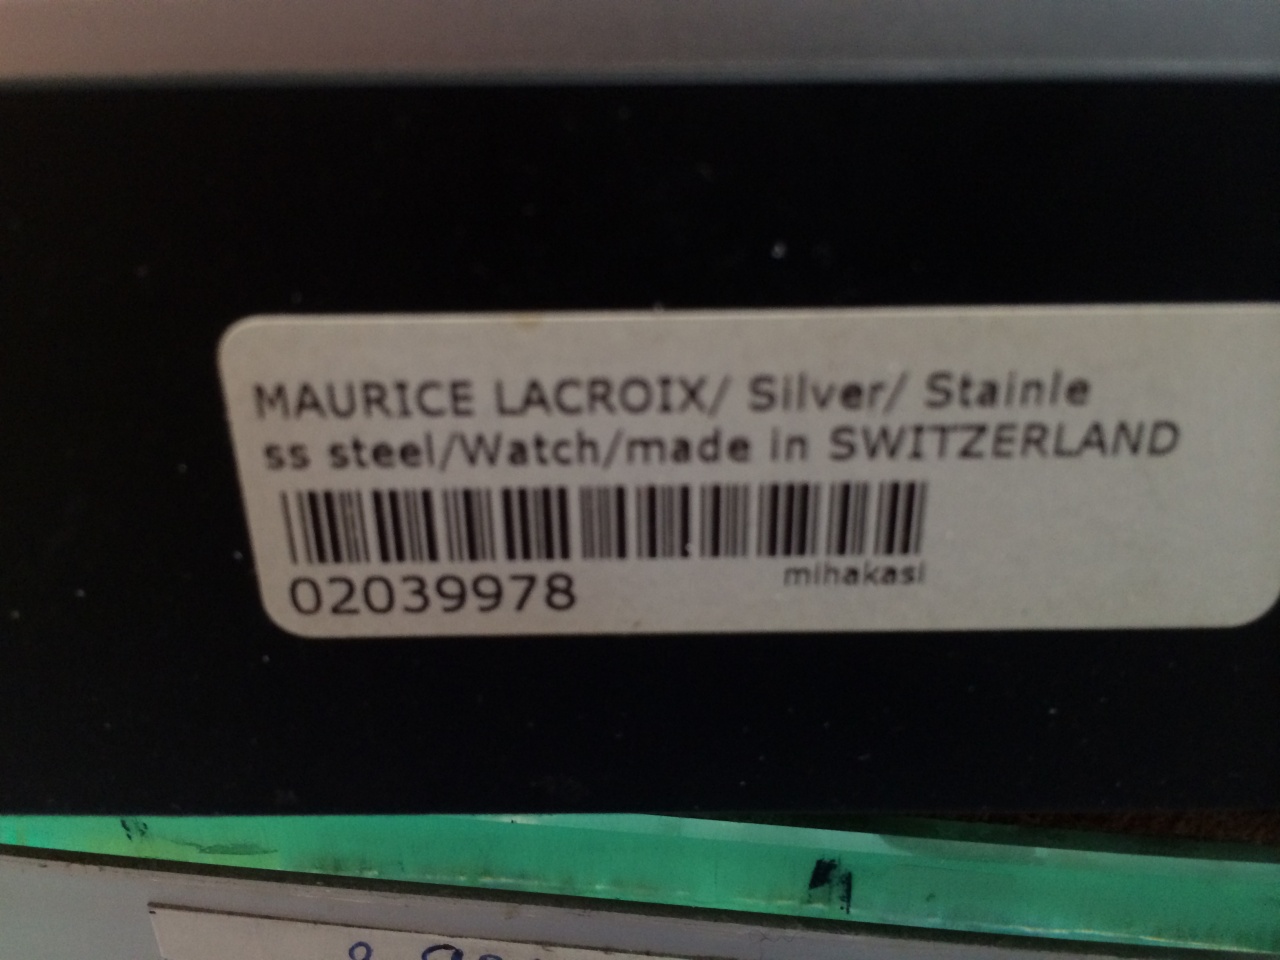 MAURICE LACROIX/ Silver/ Stainle
ss steel/Watch/made in SWITZERLAND
02039978
mihakasi